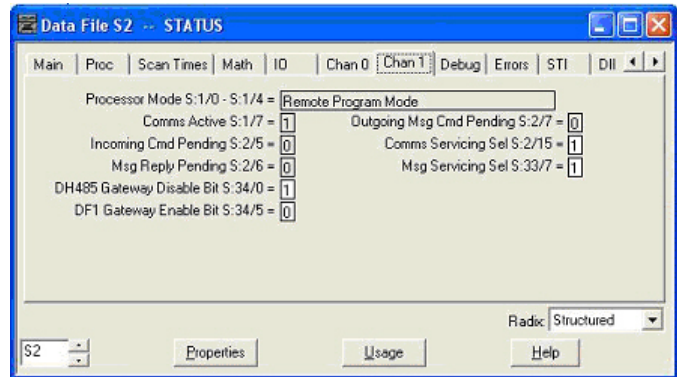 Data File S2 -- STATUS
Main Proc Scan Times Math IO Chan 0 Chan 1 Debug Errors STI DII
Processor Mode S:1/0 - S:1/4 = Remote Program Mode
Comms Active S:1/7 = 1 Outgoing Msg Cmd Pending S:2/7 = 0
Incoming Cmd Pending S:2/5 = 0 Comms Servicing Sel S:2/15 = 1
Msg Reply Pending S:2/6 = 0 Msg Servicing Sel S:33/7 = 1
DH485 Gateway Disable Bit S:34/0 = 1
DF1 Gateway Enable Bit S:34/5 = 0
Radix: Structured
S2 Properties Usage Help